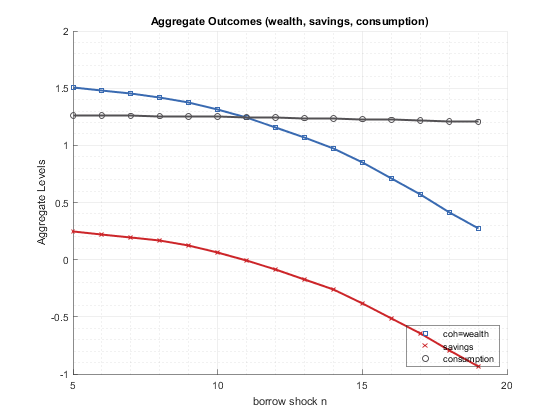 Aggregate Outcomes (wealth, savings, consumption)
2
1.5
1
0.5
0
-0.5
-1
Aggregate Levels
5
10
15
20
borrow shock n
coh=wealth
savings
consumption